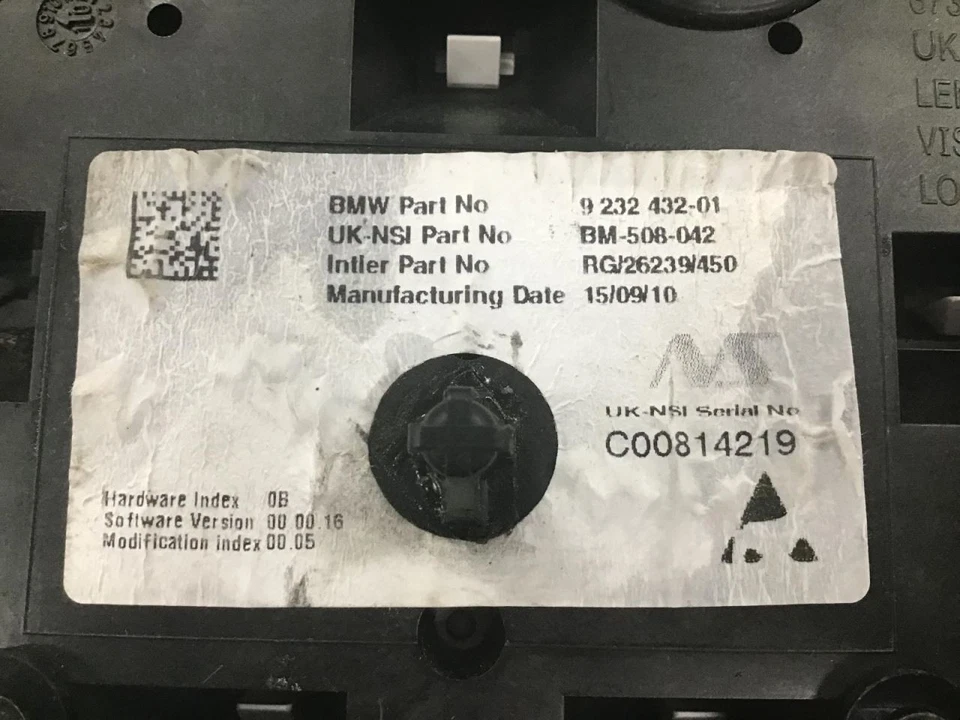 UK
BMW Part No 9 232 432-01
UK-NSI Part No BM-508-042
Intier Part No RG/26239/450
Manufacturing Date 15/09/10
NSI
UK-NSI Serial No
C00814219
Hardware Index 0B
Software Version 00 00.16
Modification index 00.05